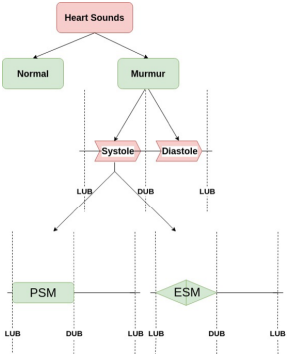 Heart Sounds
Normal
Murmur
Systole
Diastole
LUB
DUB
LUB
PSM
ESM
LUB
DUB
LUB
LUB
DUB
LUB